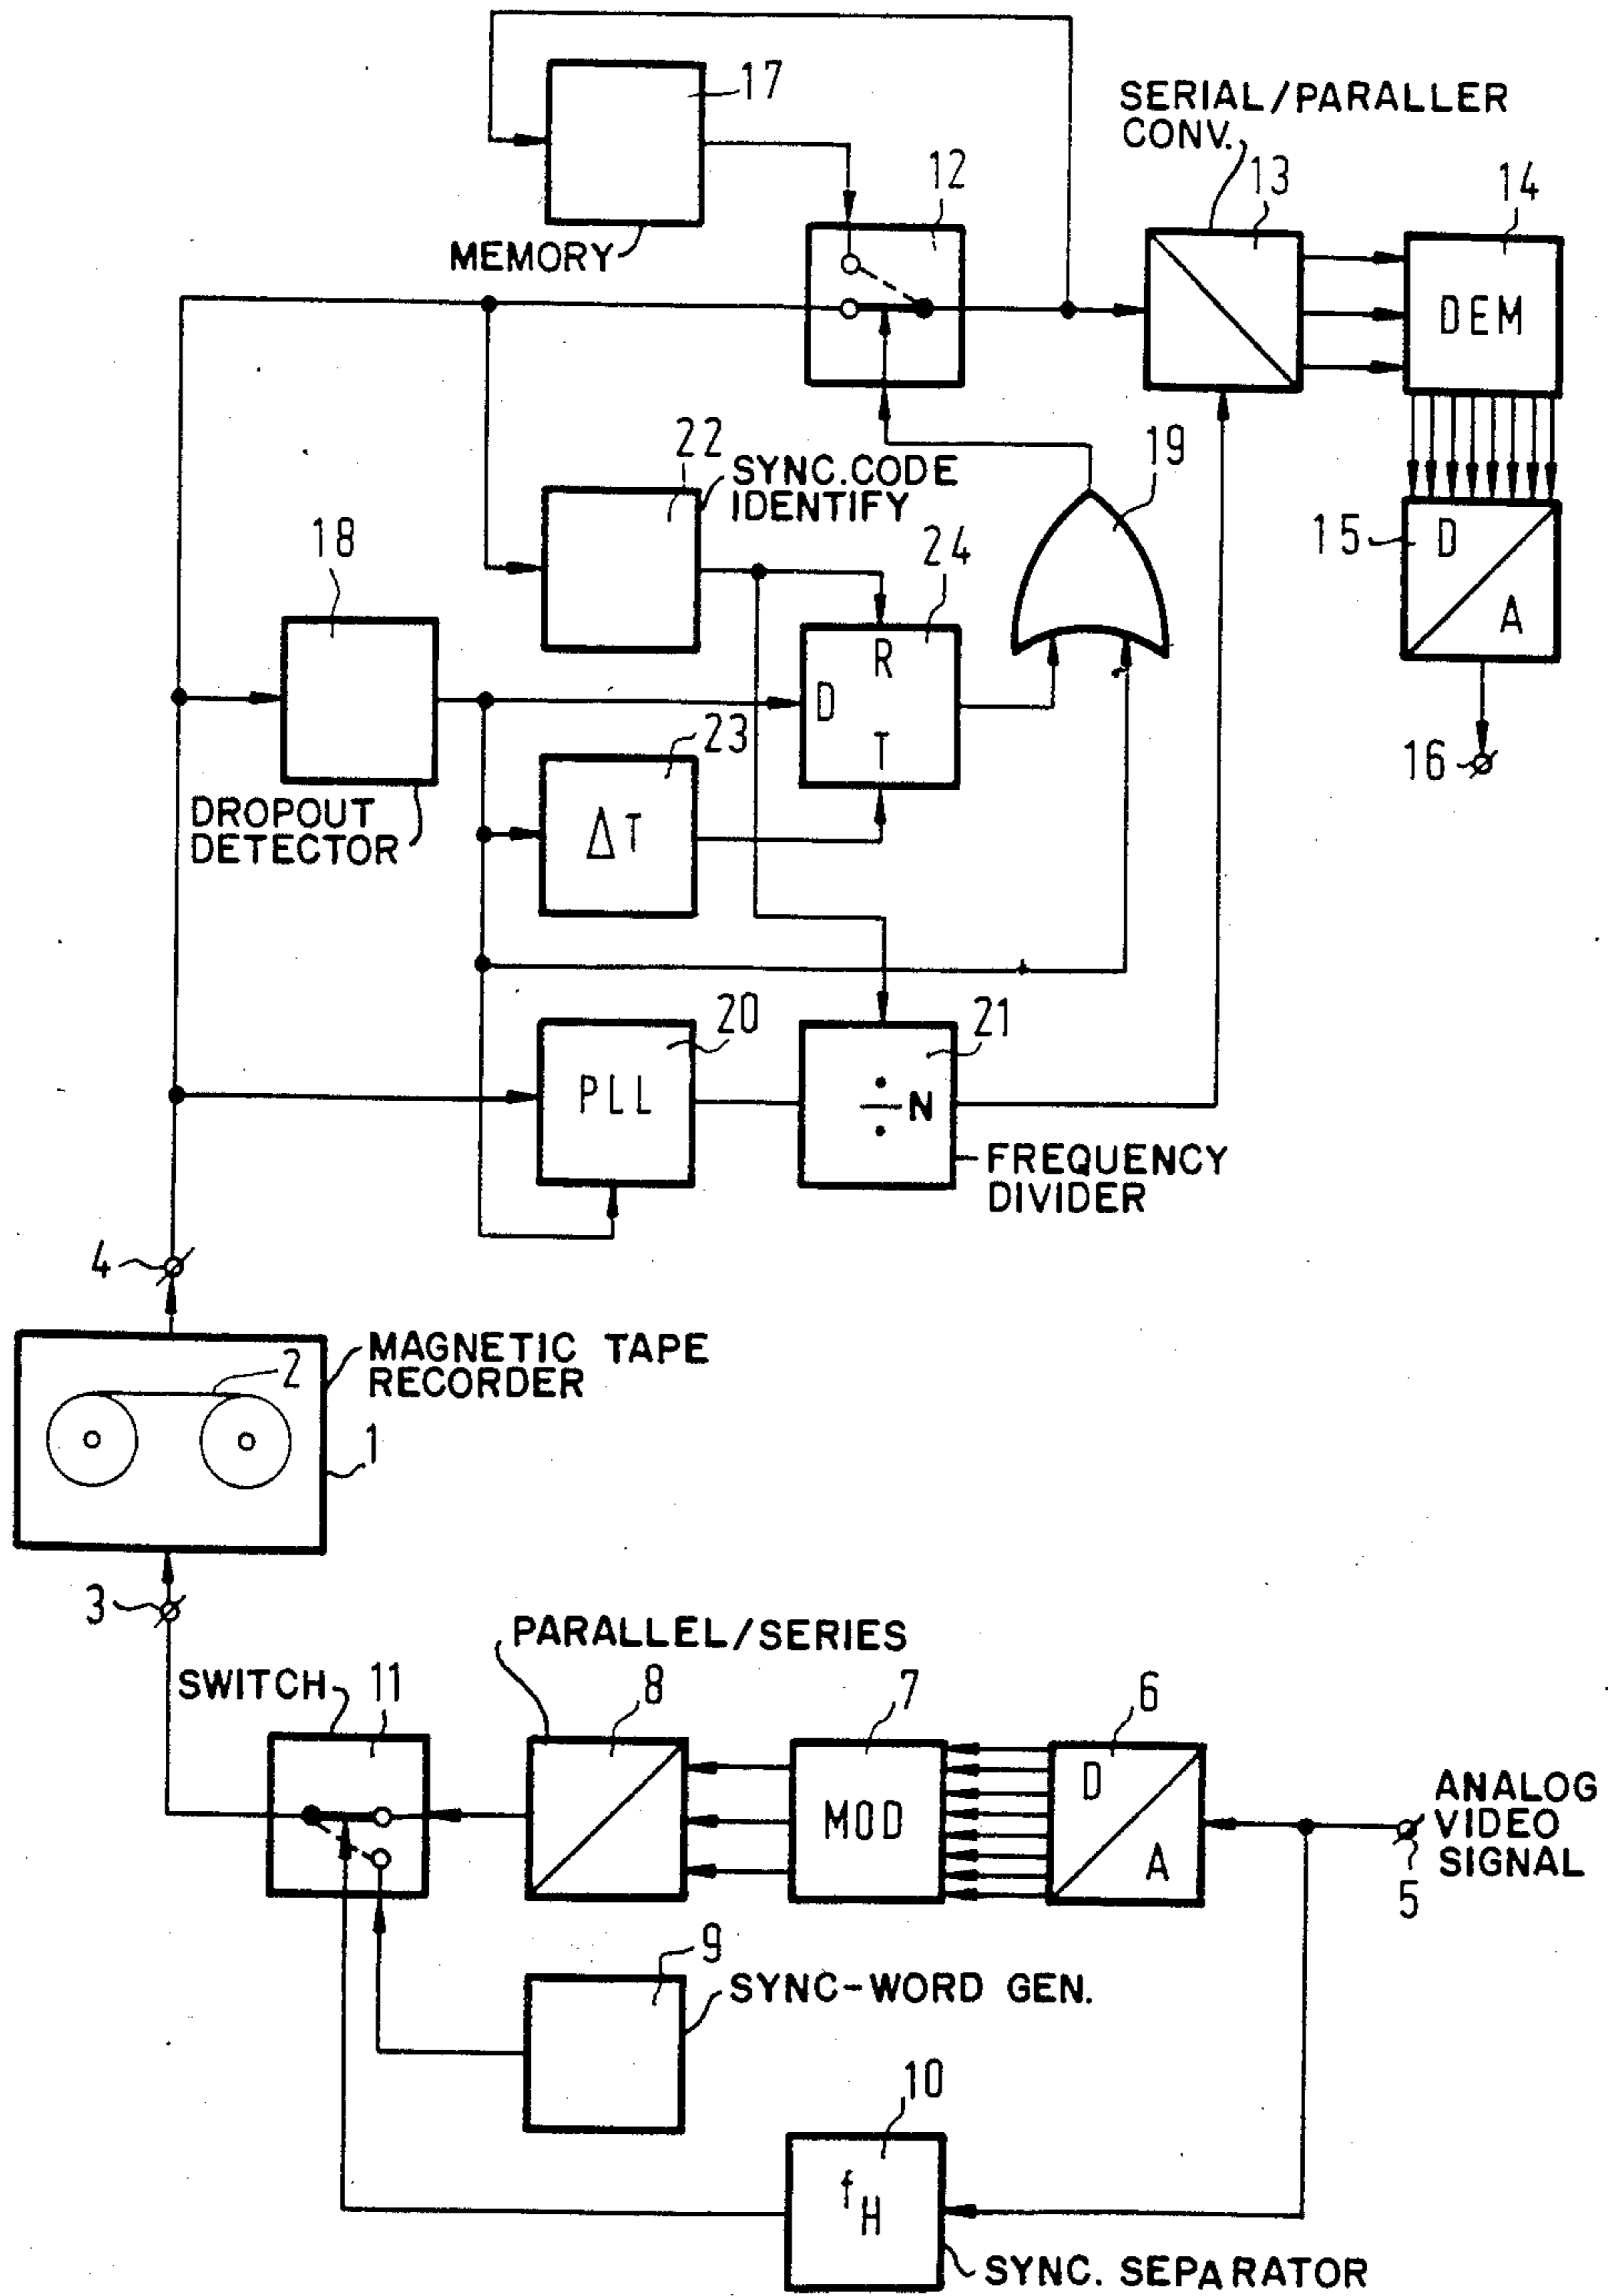 17
SERIAL/PARALLER
CONV.
12
13
14
MEMORY
DEM
22
SYNC.CODE
IDENTIFY
19
18
24
15
D
A
R
D
T
23
ΔT
16
DROPOUT
DETECTOR
20
21
PLL
÷N
FREQUENCY
DIVIDER
4
MAGNETIC TAPE
RECORDER
2
1
3
PARALLEL/SERIES
SWITCH
11
8
7
6
D
A
MOD
ANALOG
VIDEO
SIGNAL
5
9
SYNC-WORD GEN.
10
fH
SYNC. SEPARATOR